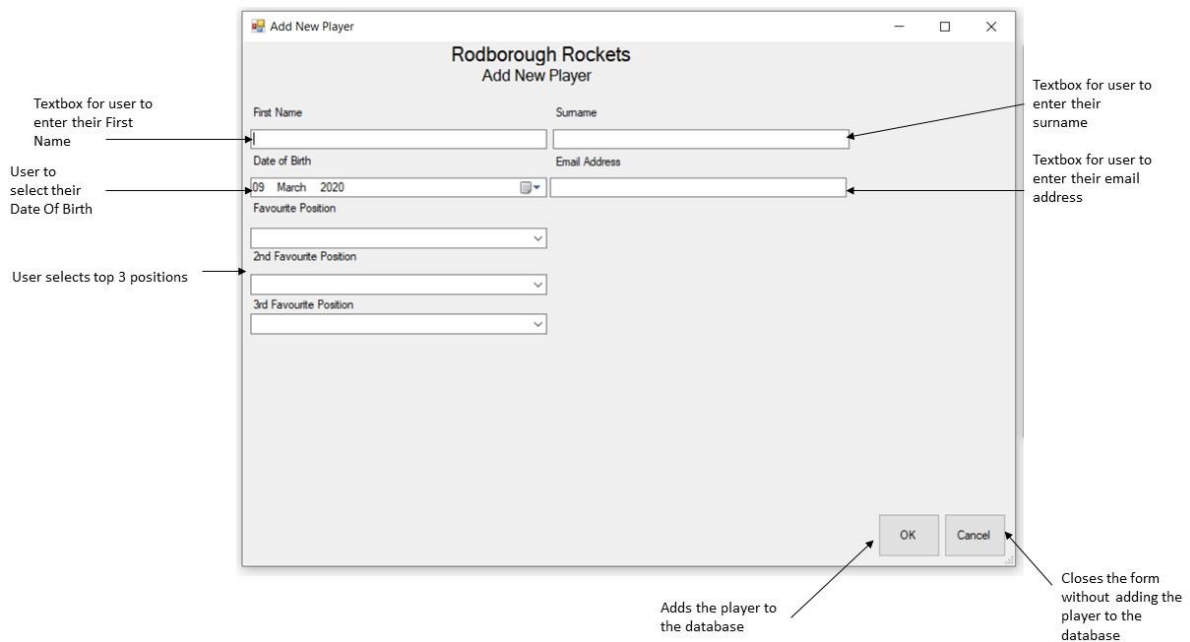 Add New Player
Rodborough Rockets
Add New Player
Textbox for user to
enter their First
Name
First Name
Surname
Textbox for user to
enter their
surname
User to
select their
Date Of Birth
Date of Birth
Email Address
Textbox for user to
enter their email
address
09 March 2020
Favourite Position
User selects top 3 positions
2nd Favourite Position
3rd Favourite Position
OK
Cancel
Adds the player to
the database
Closes the form
without adding the
player to the
database